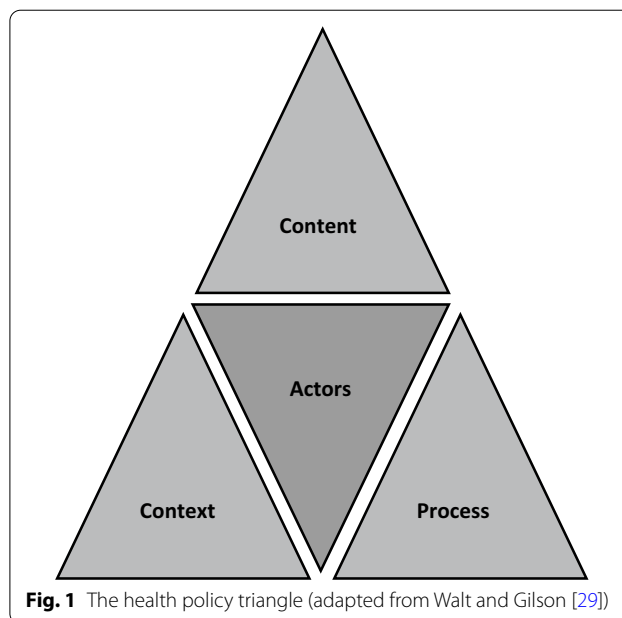 Content
Actors
Context
Process
Fig. 1 The health policy triangle (adapted from Walt and Gilson [29])